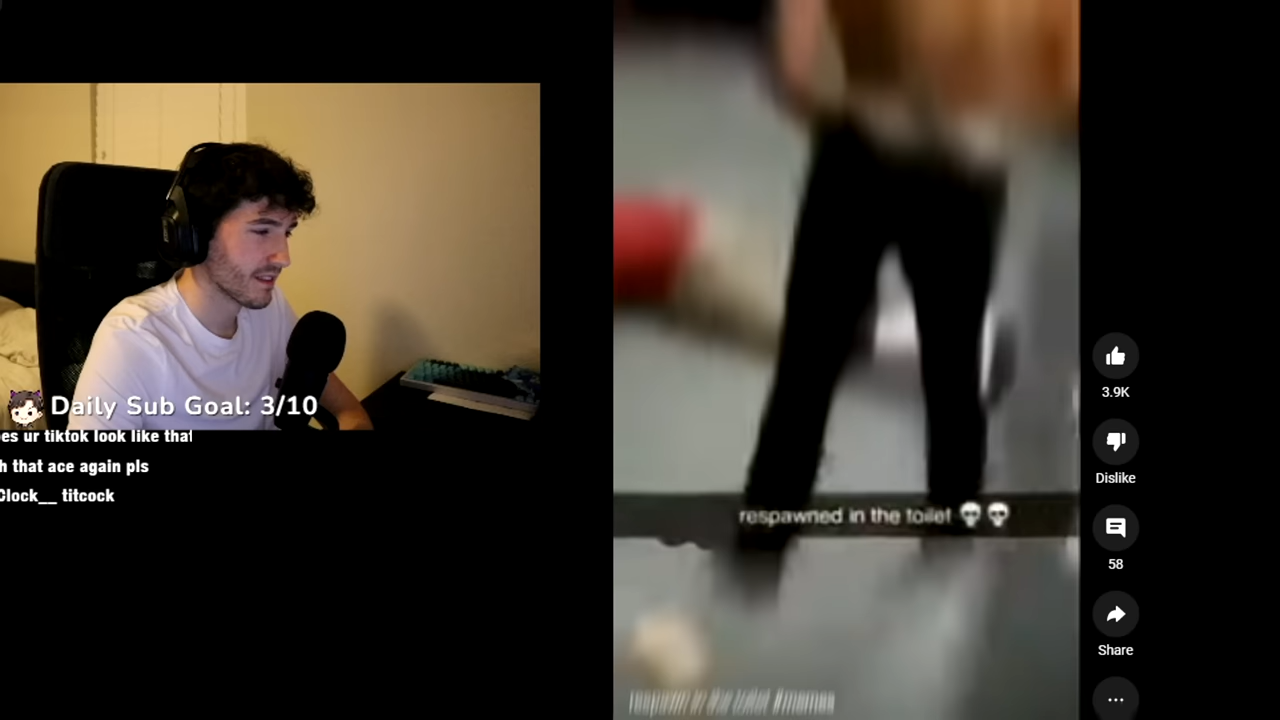 Daily Sub Goal: 3/10
es ur tiktok look like that
h that ace again pls
Clock__ titcock
respawned in the toilet 💀💀
3.9K
Dislike
58
Share